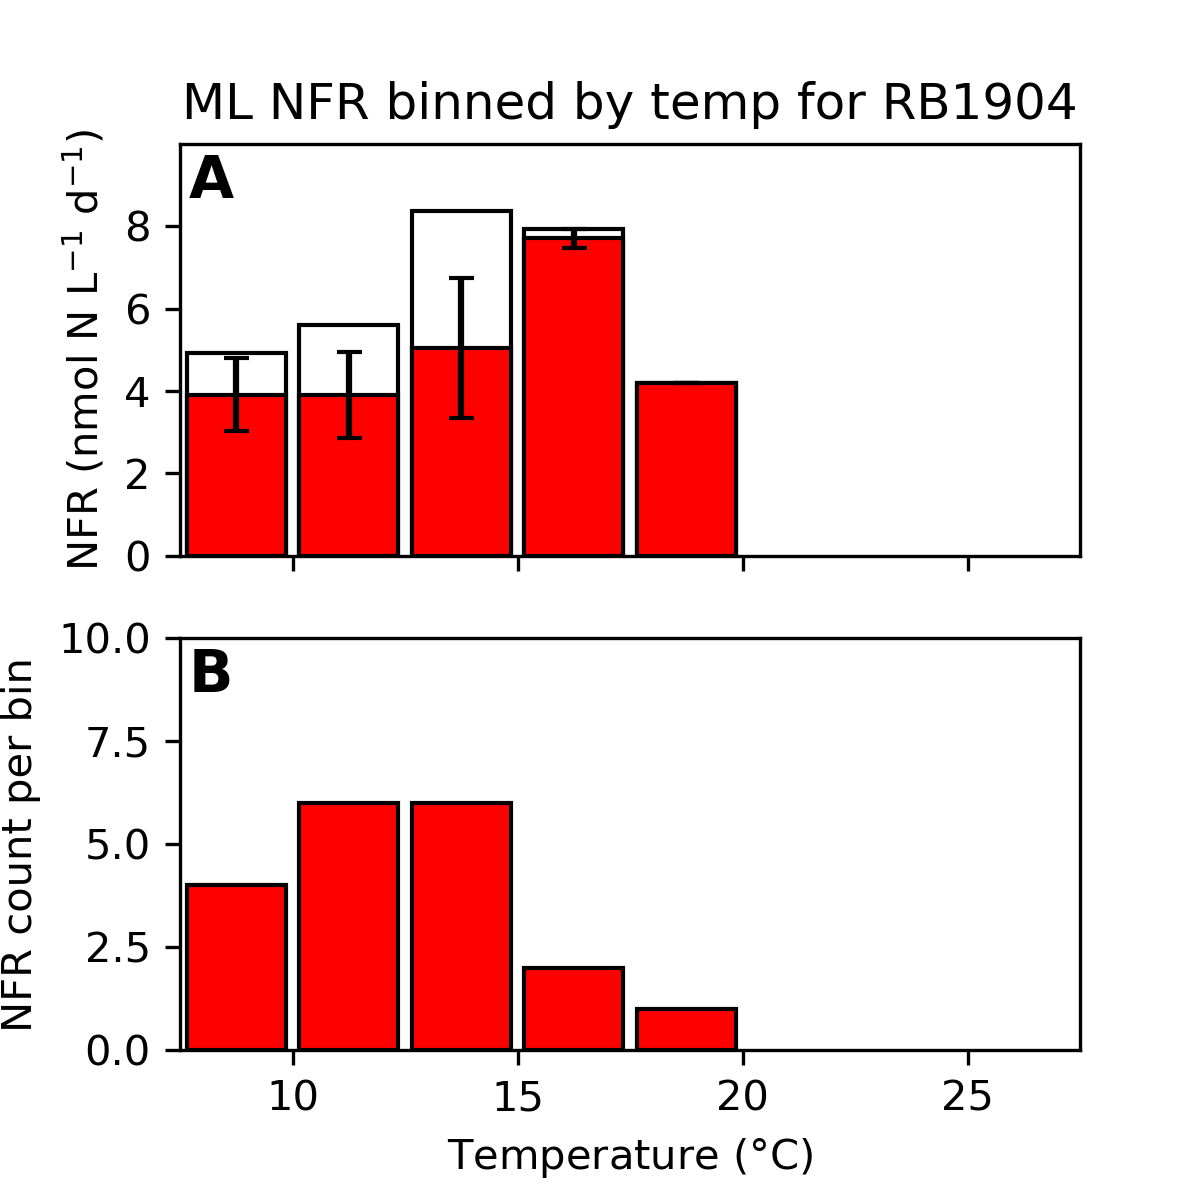 ML NFR binned by temp for RB1904
A
NFR (nmol N L⁻¹ d⁻¹)
8
6
4
2
0
B
NFR count per bin
10.0
7.5
5.0
2.5
0.0
10 15 20 25
Temperature (°C)